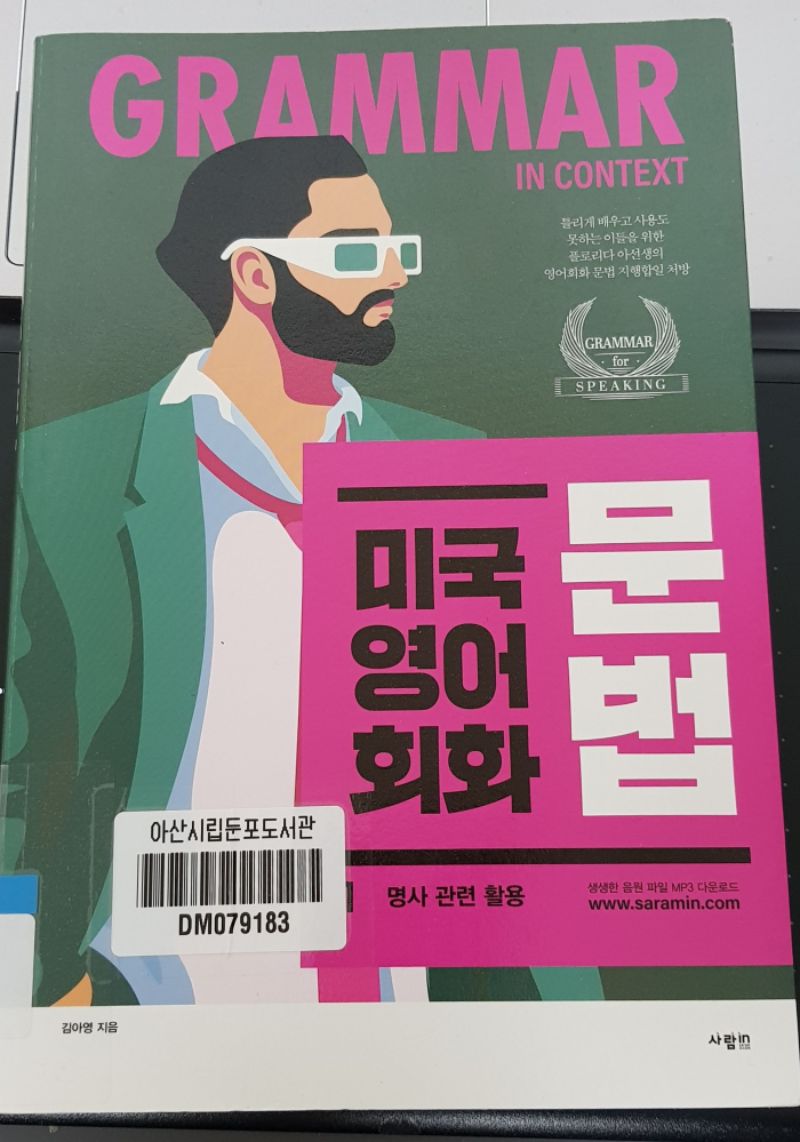 GRAMMAR
IN CONTEXT
틀리게 배우고 사용도
못하는 이들을 위한
플로리다 아선생의
영어회화 문법 지행합일 처방
GRAMMAR
for
SPEAKING
미국
영어
회화
문법
명사 관련 활용
생생한 음원 파일 MP3 다운로드
www.saramin.com
아산시립둔포도서관
DM079183
김아영 지음
사람in